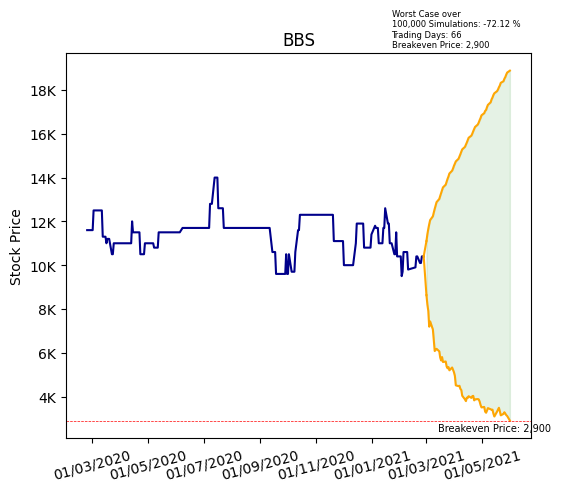 Worst Case over
100,000 Simulations: -72.12 %
Trading Days: 66
Breakeven Price: 2,900
BBS
Stock Price
18K
16K
14K
12K
10K
8K
6K
4K
Breakeven Price: 2,900
01/03/2020
01/05/2020
01/07/2020
01/09/2020
01/11/2020
01/01/2021
01/03/2021
01/05/2021